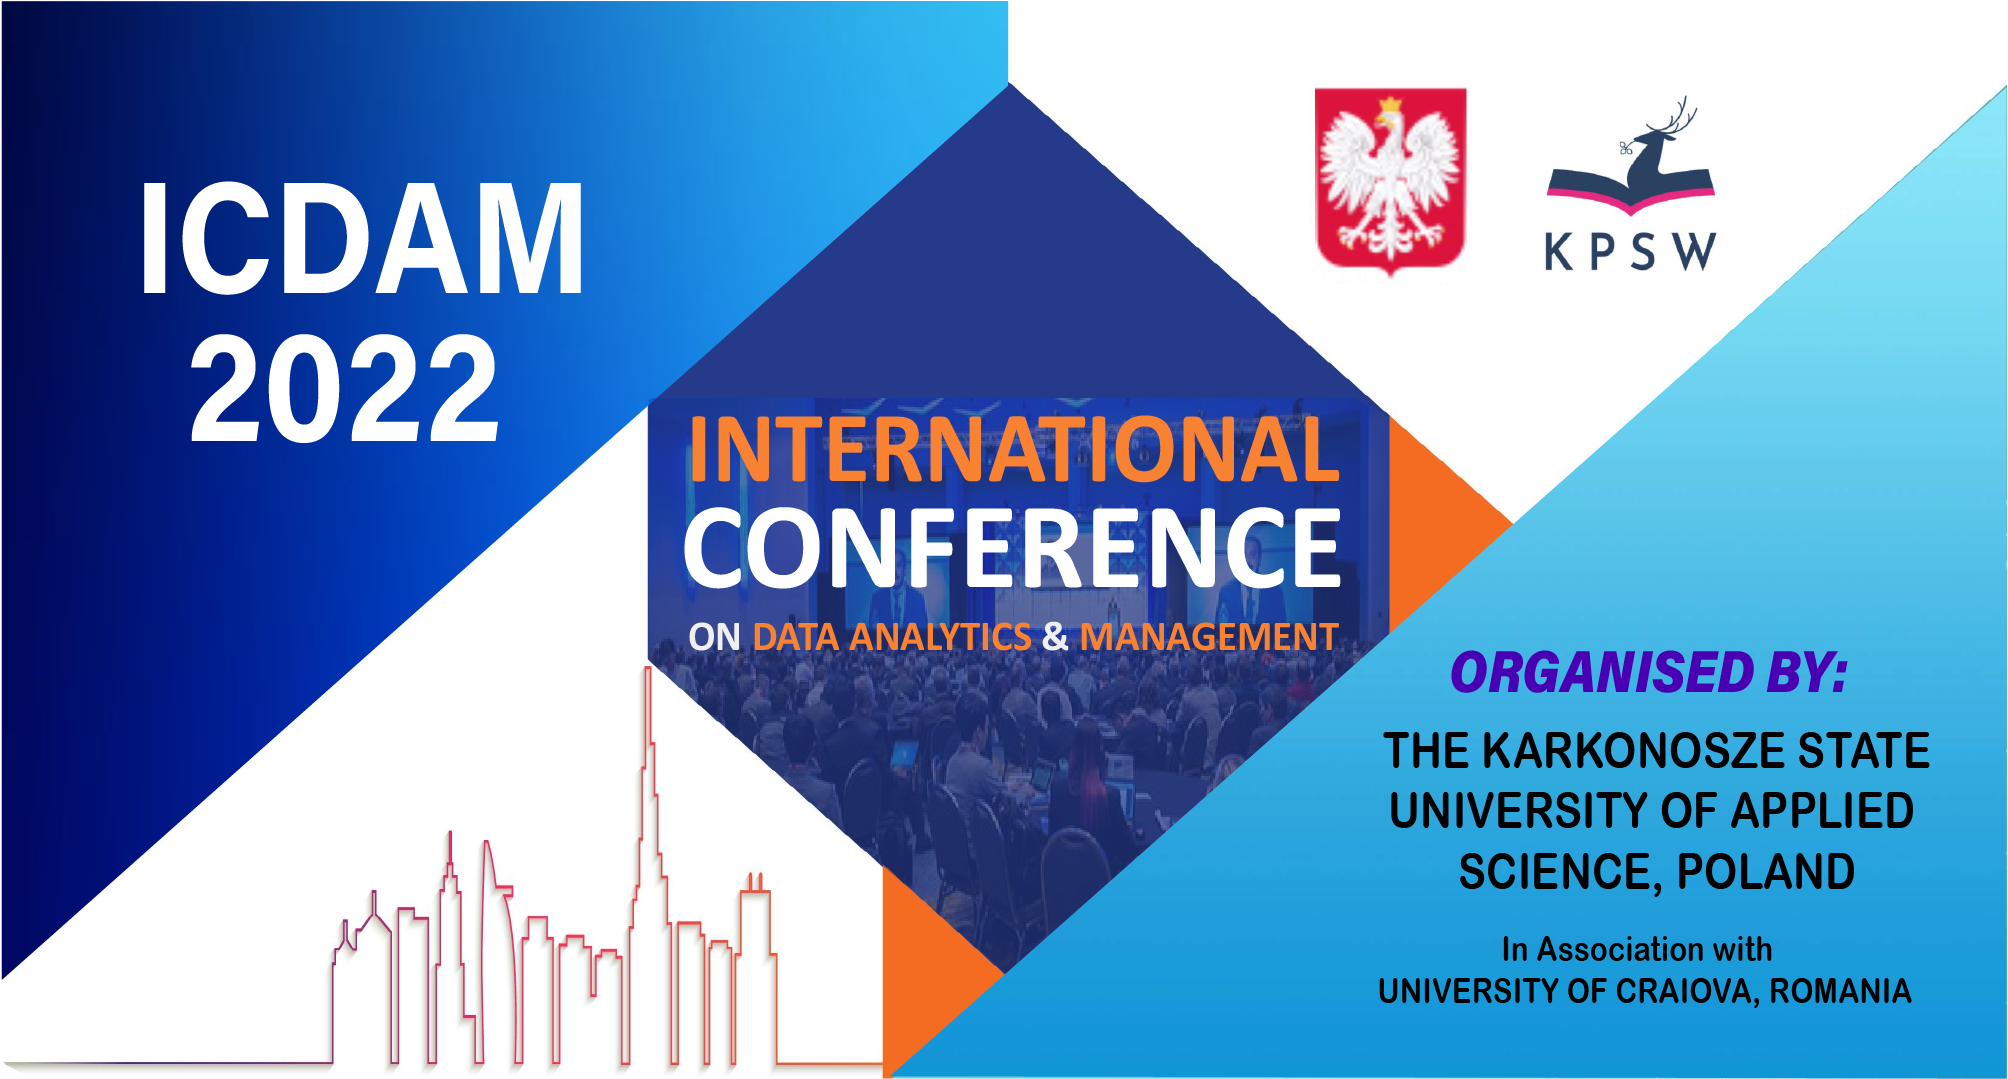 ICDAM
2022
KPSW
INTERNATIONAL
CONFERENCE
ON DATA ANALYTICS & MANAGEMENT
ORGANISED BY:
THE KARKONOSZE STATE
UNIVERSITY OF APPLIED
SCIENCE, POLAND
In Association with
UNIVERSITY OF CRAIOVA, ROMANIA